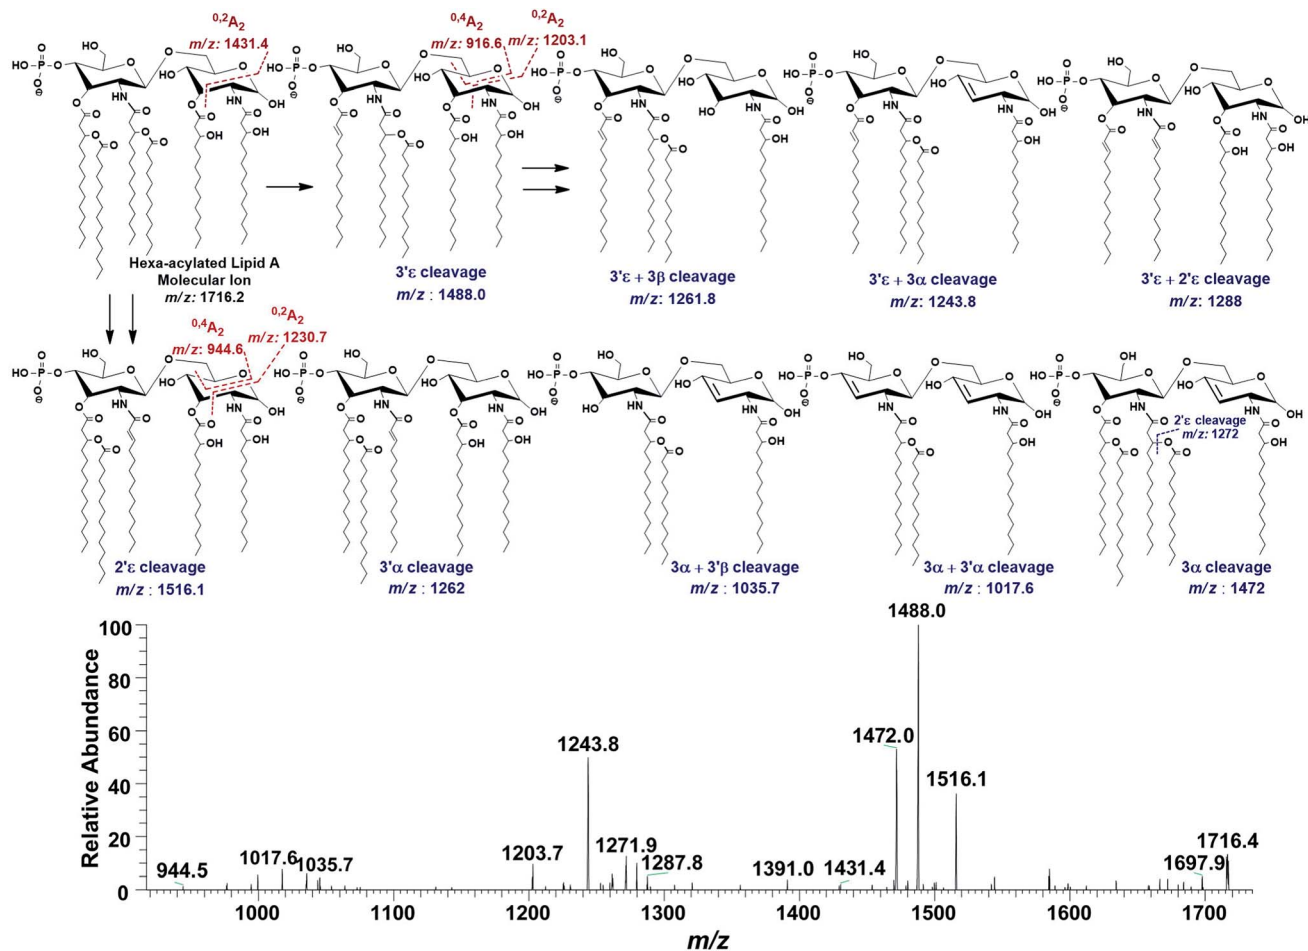 0,2A2
m/z: 1431.4
0,4A2
m/z: 916.6
0,2A2
m/z: 1203.1
Hexa-acylated Lipid A
Molecular Ion
m/z: 1716.2
3'ε cleavage
m/z : 1488.0
3'ε + 3β cleavage
m/z: 1261.8
3'ε + 3α cleavage
m/z: 1243.8
3'ε + 2'ε cleavage
m/z: 1288
0,4A2
m/z: 944.6
0,2A2
m/z: 1230.7
2'ε cleavage
m/z: 1272
2'ε cleavage
m/z : 1516.1
3'α cleavage
m/z : 1262
3α + 3'β cleavage
m/z : 1035.7
3α + 3'α cleavage
m/z : 1017.6
3α cleavage
m/z : 1472
Relative Abundance
100
80
60
40
20
0
944.5
1017.6
1035.7
1203.7
1243.8
1271.9
1287.8
1391.0
1431.4
1472.0
1488.0
1516.1
1697.9
1716.4
1000
1100
1200
1300
1400
1500
1600
1700
m/z